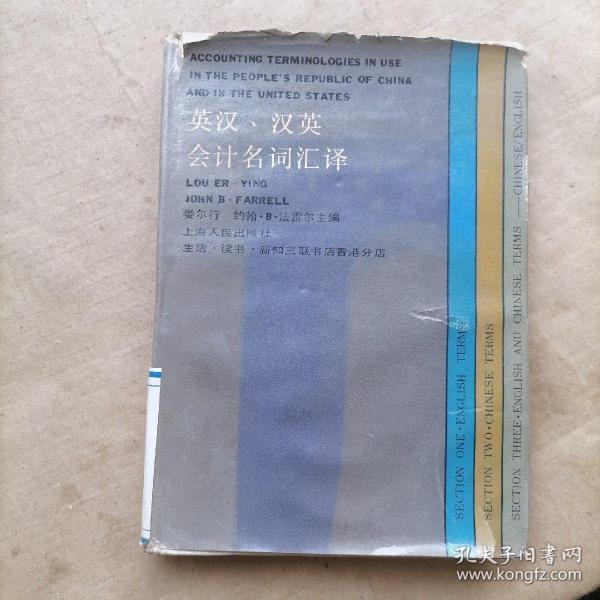 ACCOUNTING TERMINOLOGIES IN USE
IN THE PEOPLE'S REPUBLIC OF CHINA
AND IN THE UNITED STATES
英汉、汉英
会计名词汇译
LOU ER-YING
JOHN B·FARRELL
娄尔行 约翰·B·法雷尔主编
上海人民出版社
生活·读书·新知三联书店香港分店
SECTION ONE·ENGLISH TERM
SECTION TWO·CHINESE TERMS
SECTION THREE·ENGLISH AND CHINESE TERMS—CHINESE/ENGLISH
孔夫子旧书网
www.kongfz.com